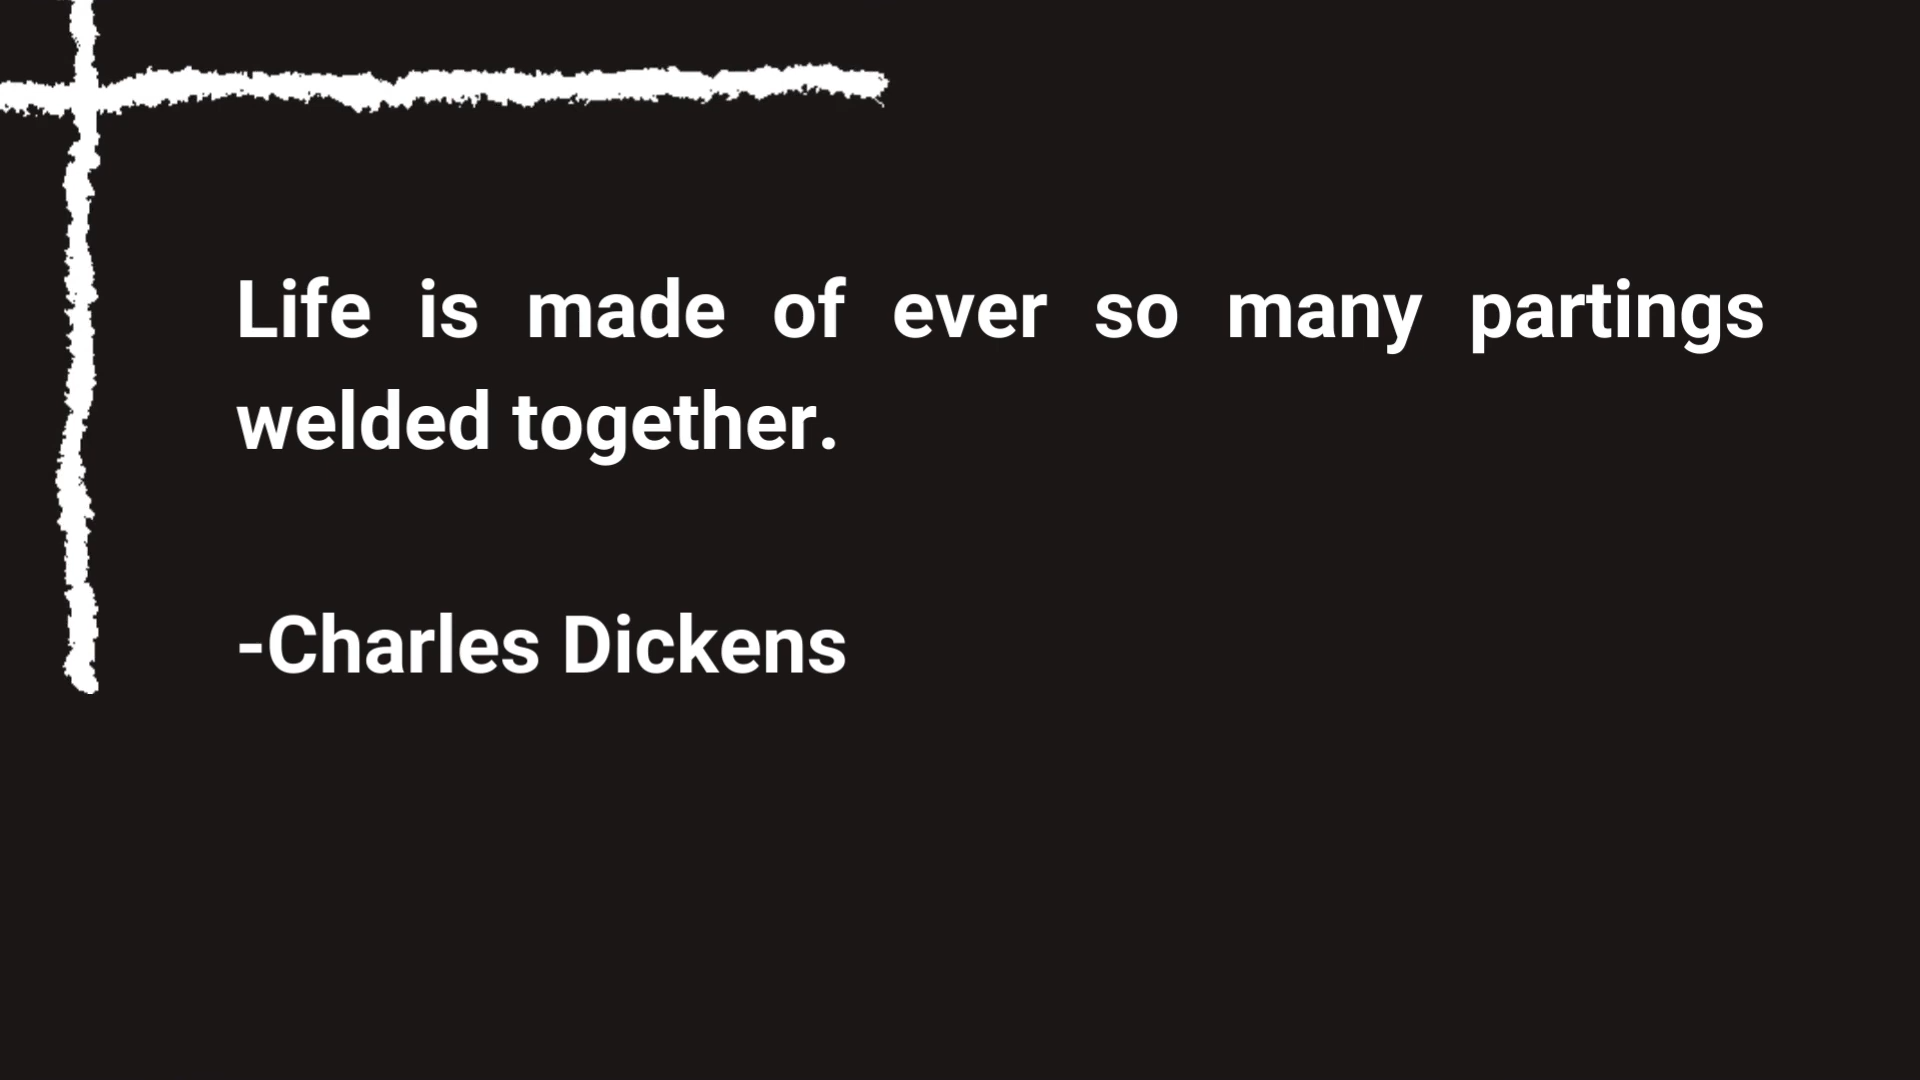 Life is made of ever so many partings
welded together.
-Charles Dickens